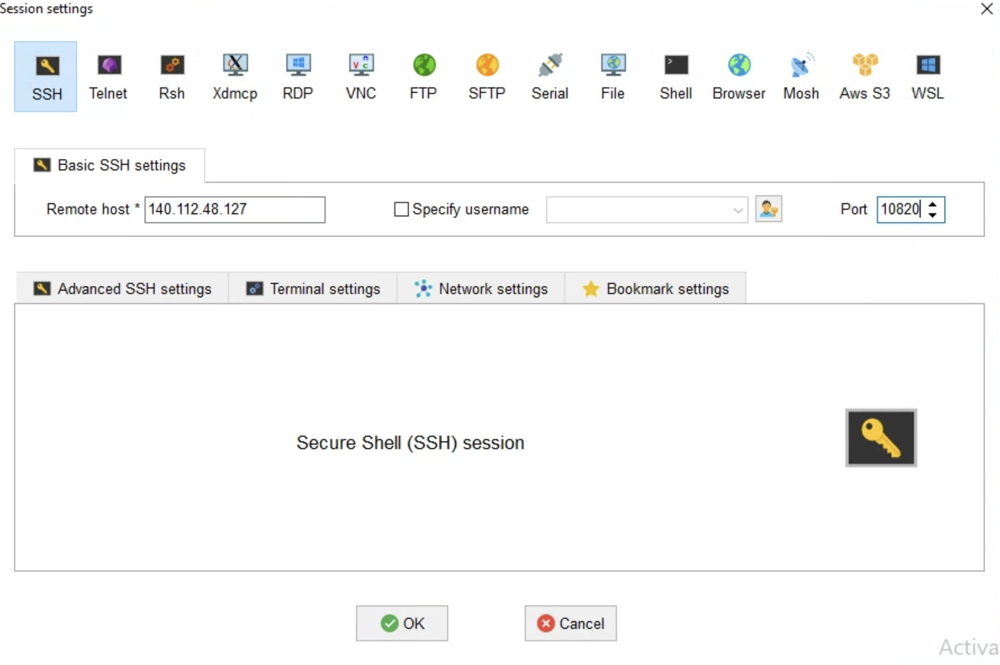 Session settings
SSH Telnet Rsh Xdmcp RDP VNC FTP SFTP Serial File Shell Browser Mosh Aws S3 WSL
Basic SSH settings
Remote host * 140.112.48.127 Specify username Port 10820
Advanced SSH settings Terminal settings Network settings Bookmark settings
Secure Shell (SSH) session
OK Cancel
Activa